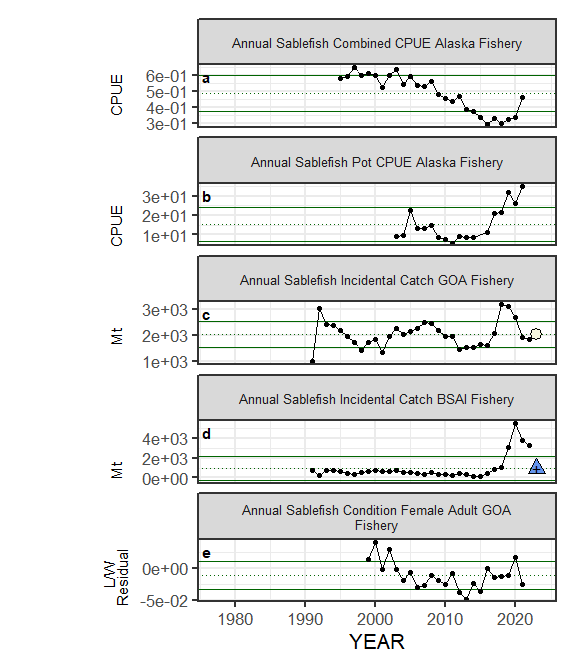 Annual Sablefish Combined CPUE Alaska Fishery
CPUE
6e-01
5e-01
4e-01
3e-01
a
Annual Sablefish Pot CPUE Alaska Fishery
CPUE
3e+01
2e+01
1e+01
b
Annual Sablefish Incidental Catch GOA Fishery
Mt
3e+03
2e+03
1e+03
c
Annual Sablefish Incidental Catch BSAI Fishery
Mt
4e+03
2e+03
0e+00
d
Annual Sablefish Condition Female Adult GOA
Fishery
L/W
Residual
0e+00
-5e-02
e
1980
1990
2000
2010
2020
YEAR